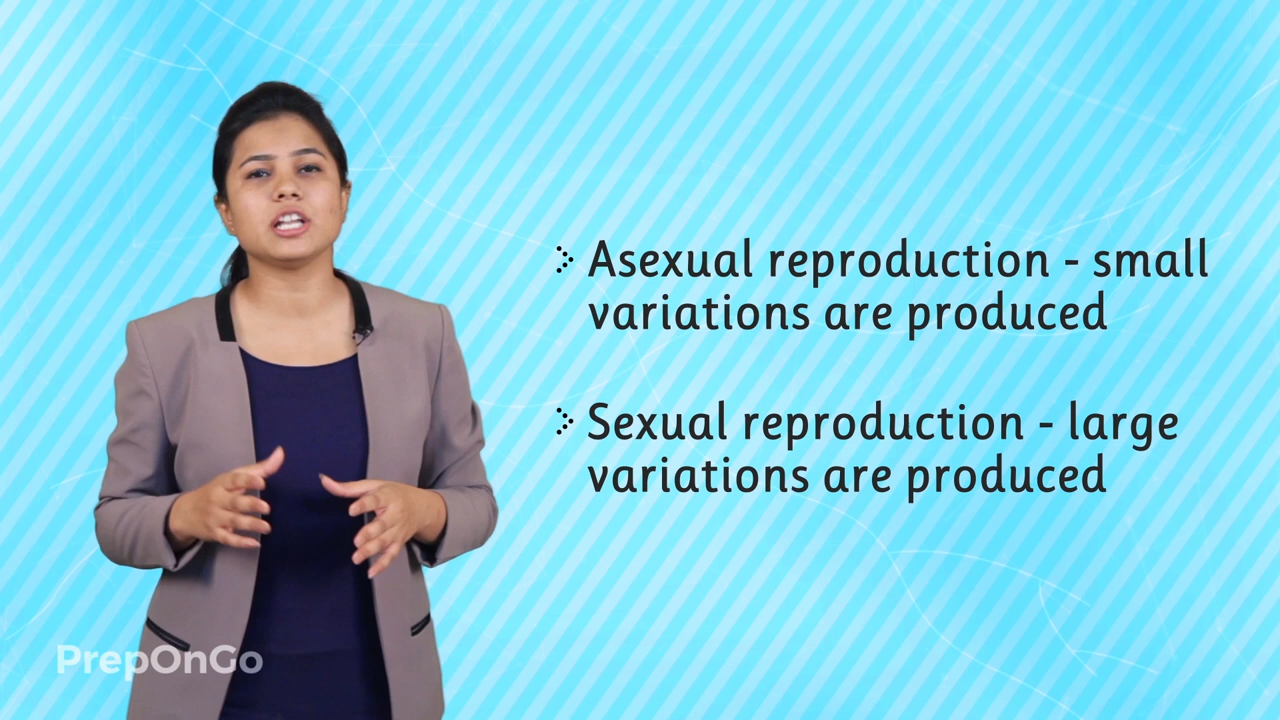 Asexual reproduction - small
variations are produced
Sexual reproduction - large
variations are produced
PrepOnGo